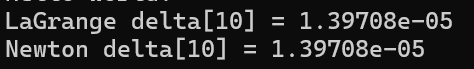 LaGrange delta[10] = 1.39708e-05
Newton delta[10] = 1.39708e-05